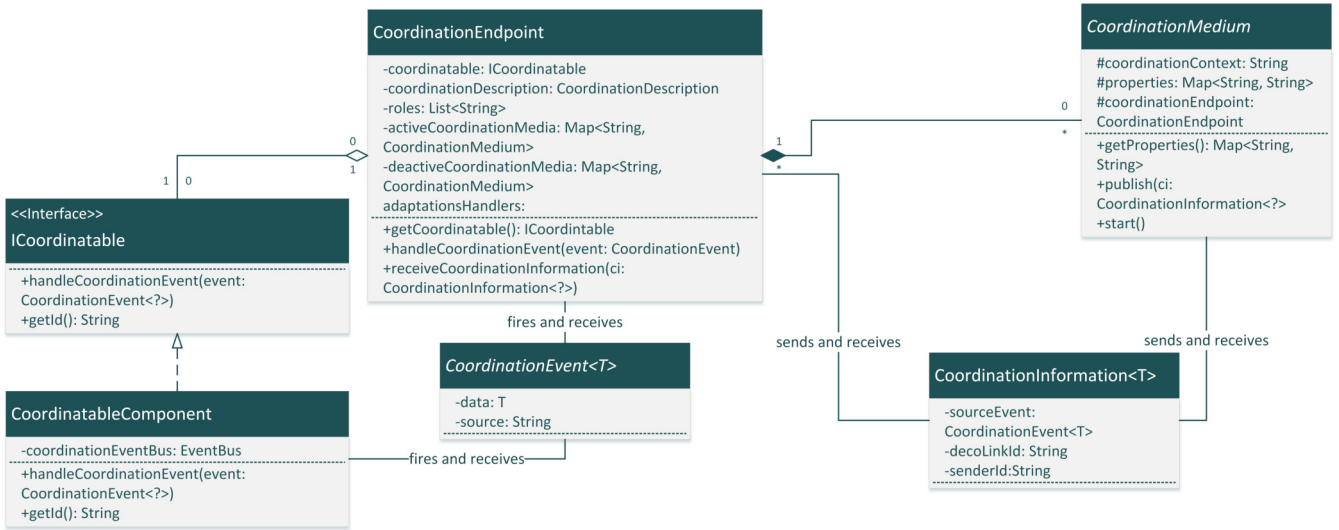 CoordinationEndpoint
-coordinatable: ICoordinatable
-coordinationDescription: CoordinationDescription
-roles: List<String>
-activeCoordinationMedia: Map<String,
CoordinationMedium>
-deactiveCoordinationMedia: Map<String,
CoordinationMedium>
adaptationsHandlers:
+getCoordinatable(): ICoordintable
+handleCoordinationEvent(event: CoordinationEvent)
+receiveCoordinationInformation(ci:
CoordinationInformation<?>)
CoordinationMedium
#coordinationContext: String
#properties: Map<String, String>
#coordinationEndpoint:
CoordinationEndpoint
+getProperties(): Map<String,
String>
+publish(ci:
CoordinationInformation<?>
+start()
0
1
1
0
1
*
0
*
<<Interface>>
ICoordinatable
+handleCoordinationEvent(event:
CoordinationEvent<?>)
+getId(): String
fires and receives
sends and receives
sends and receives
CoordinationEvent<T>
-data: T
-source: String
CoordinationInformation<T>
-sourceEvent:
CoordinationEvent<T>
-decoLinkId: String
-senderId:String
CoordinatableComponent
-coordinationEventBus: EventBus
+handleCoordinationEvent(event:
CoordinationEvent<?>)
+getId(): String
fires and receives